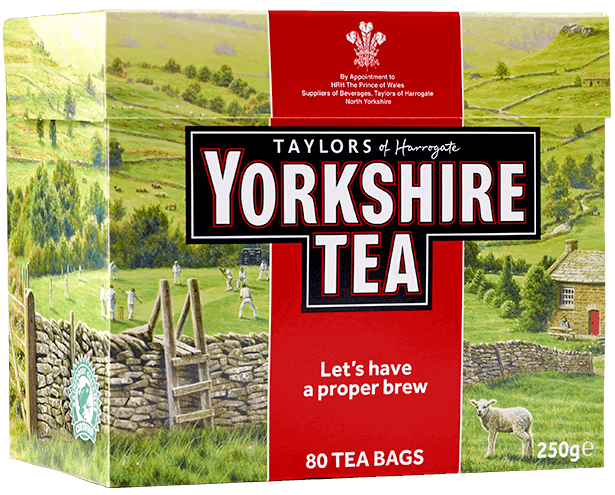 By Appointment to
HRH The Prince of Wales
Suppliers of Beverages, Taylors of Harrogate
North Yorkshire
TAYLORS of Harrogate
YORKSHIRE
TEA
Let's have
a proper brew
80 TEA BAGS
250g℮